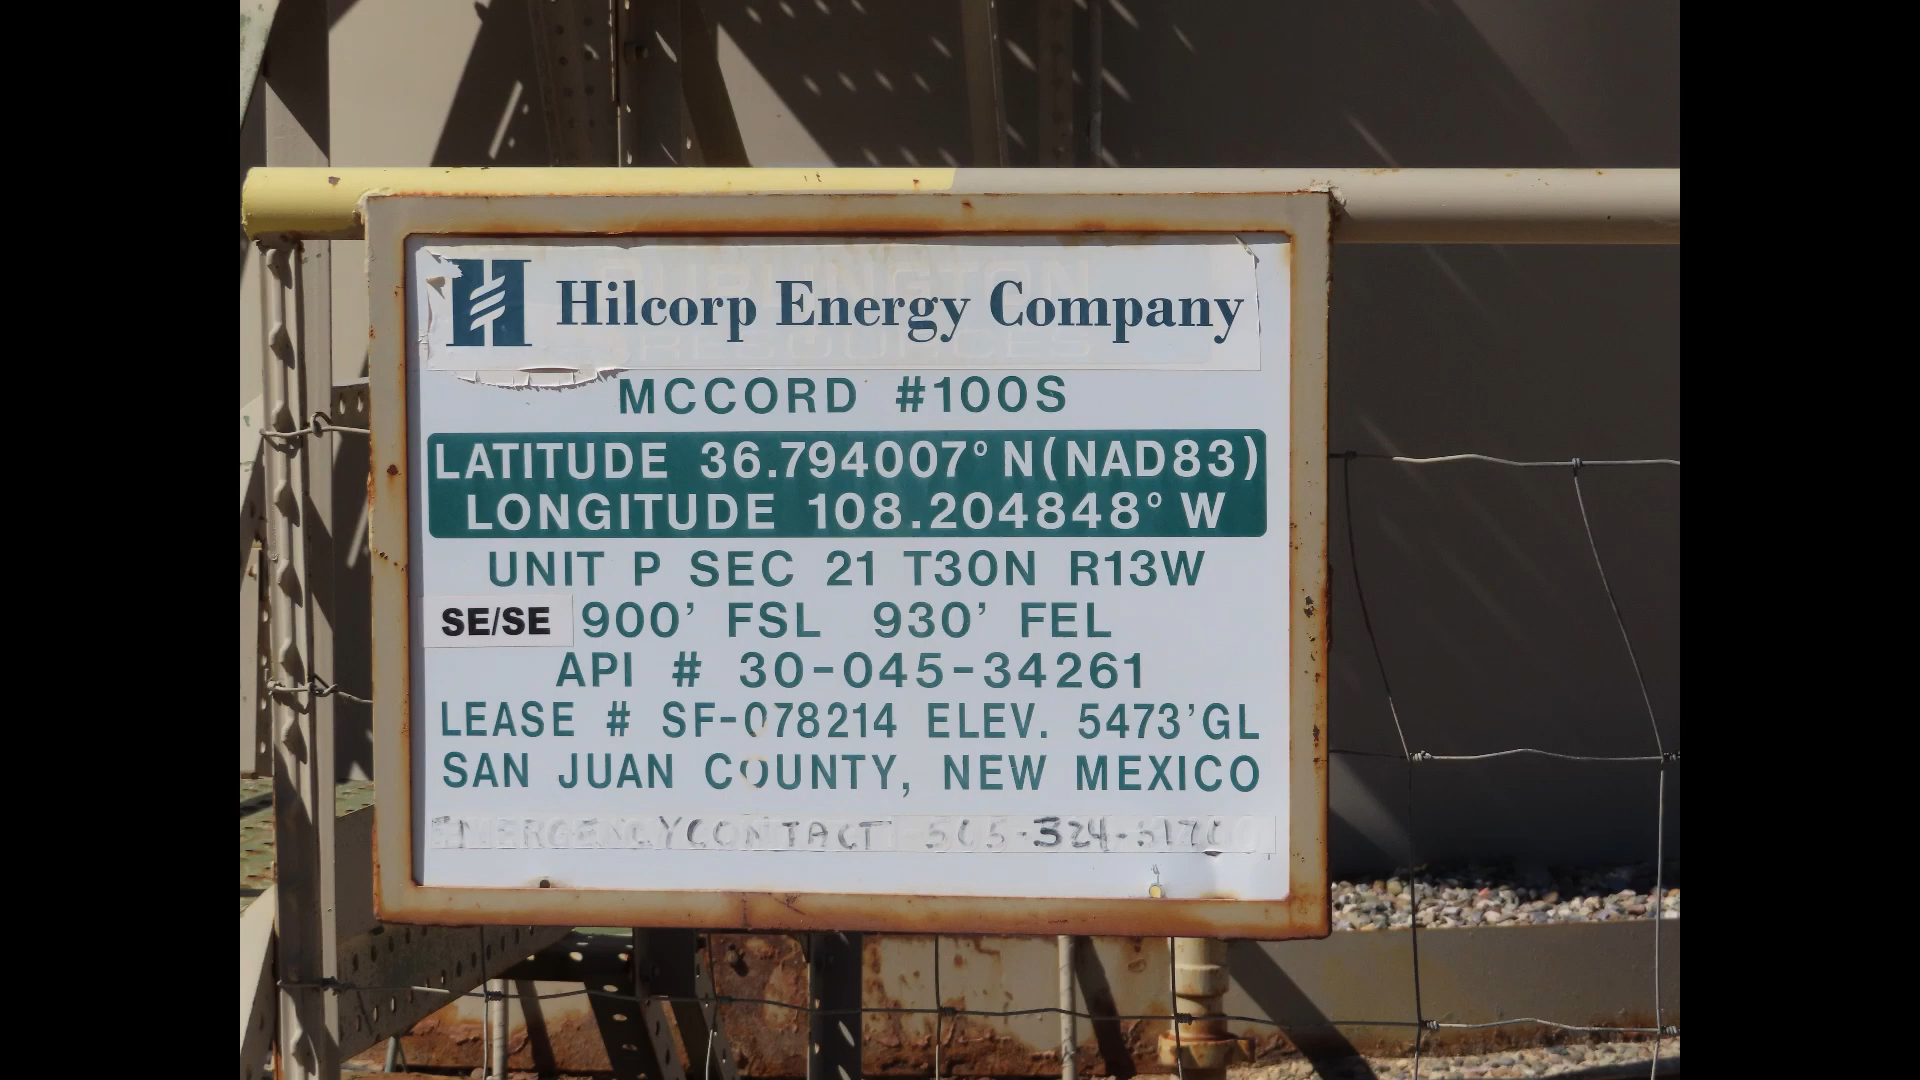 Hilcorp Energy Company
MCCORD #100S
LATITUDE 36.794007° N(NAD83)
LONGITUDE 108.204848° W
UNIT P SEC 21 T30N R13W
SE/SE 900' FSL 930' FEL
API # 30-045-34261
LEASE # SF-078214 ELEV. 5473'GL
SAN JUAN COUNTY, NEW MEXICO
EMERGENCY CONTACT 505-324-5170